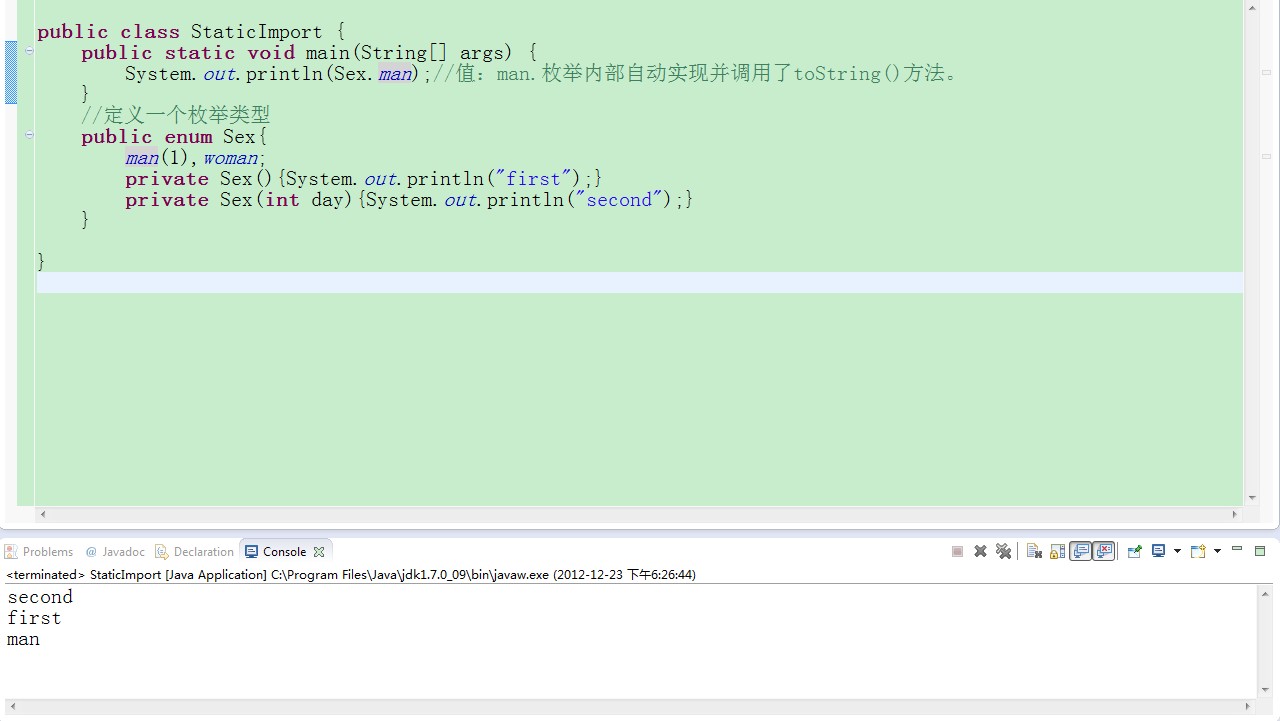 public class StaticImport {
public static void main(String[] args) {
System.out.println(Sex.man);//值：man.枚举内部自动实现并调用了toString()方法。
}
//定义一个枚举类型
public enum Sex{
man(1),woman;
private Sex(){System.out.println("first");}
private Sex(int day){System.out.println("second");}
}
}
Problems @ Javadoc Declaration Console
<terminated> StaticImport [Java Application] C:\Program Files\Java\jdk1.7.0_09\bin\javaw.exe (2012-12-23 下午6:26:44)
second
first
man